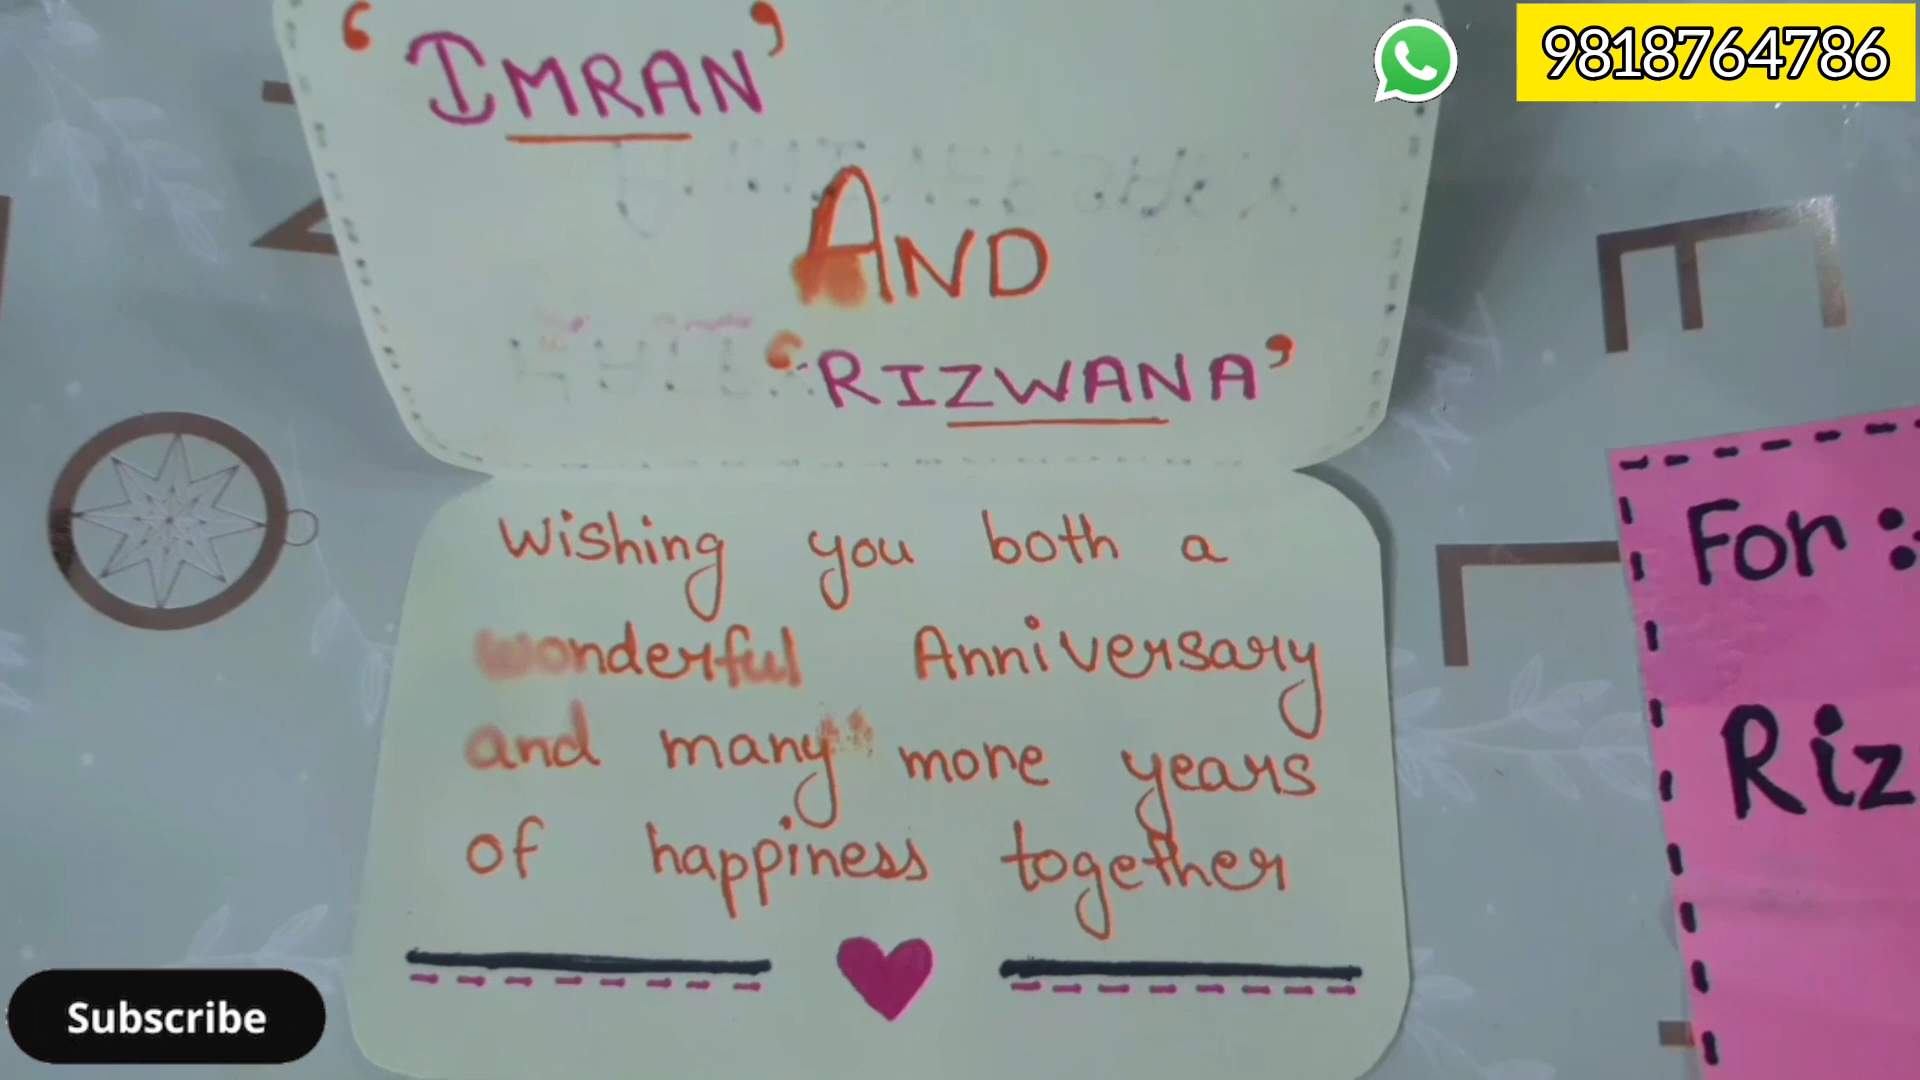 9818764786
'IMRAN'
AND
'RIZWANA'
Wishing you both a
wonderful Anniversary
and many more years
of happiness together
For :
Riz
Subscribe